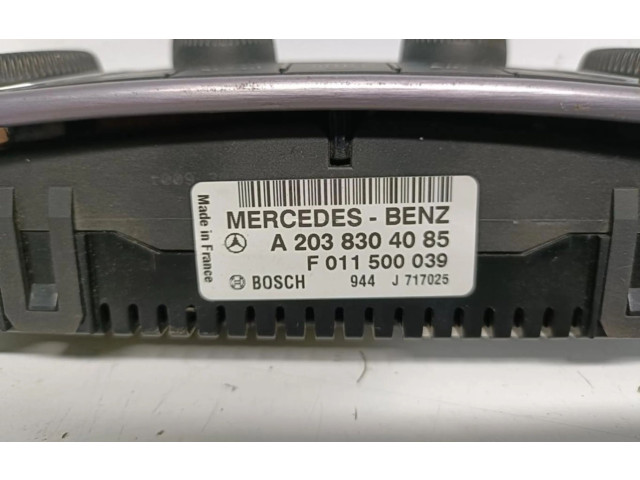 Made in France
MERCEDES - BENZ
A 203 830 40 85
F 011 500 039
BOSCH 944 J 717025